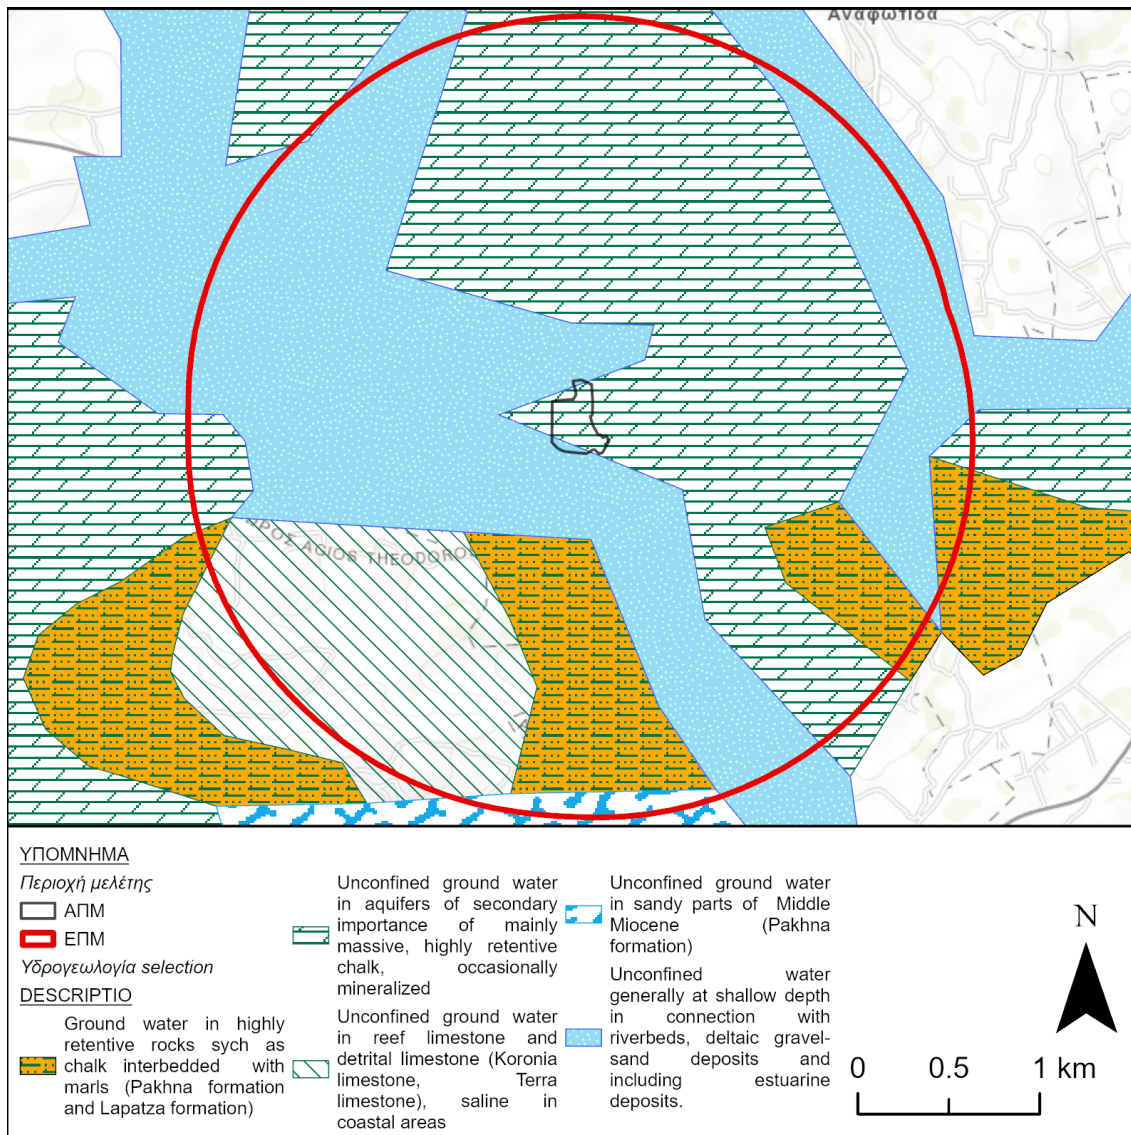 Αναφωτίδα
ΡΟΣ AGIOS THEODOROU
ΥΠΟΜΝΗΜΑ
Περιοχή μελέτης
ΑΠΜ
ΕΠΜ
Υδρογεωλογία selection
DESCRIPTIO
Ground water in highly
retentive rocks sych as
chalk interbedded with
marls (Pakhna formation
and Lapatza formation)
Unconfined ground water
in aquifers of secondary
importance of mainly
massive, highly retentive
chalk, occasionally
mineralized
Unconfined ground water
in reef limestone and
detrital limestone (Koronia
limestone, Terra
limestone), saline in
coastal areas
Unconfined ground water
in sandy parts of Middle
Miocene (Pakhna
formation)
Unconfined water
generally at shallow depth
in connection with
riverbeds, deltaic gravel-
sand deposits and
including estuarine
deposits.
N
0 0.5 1 km